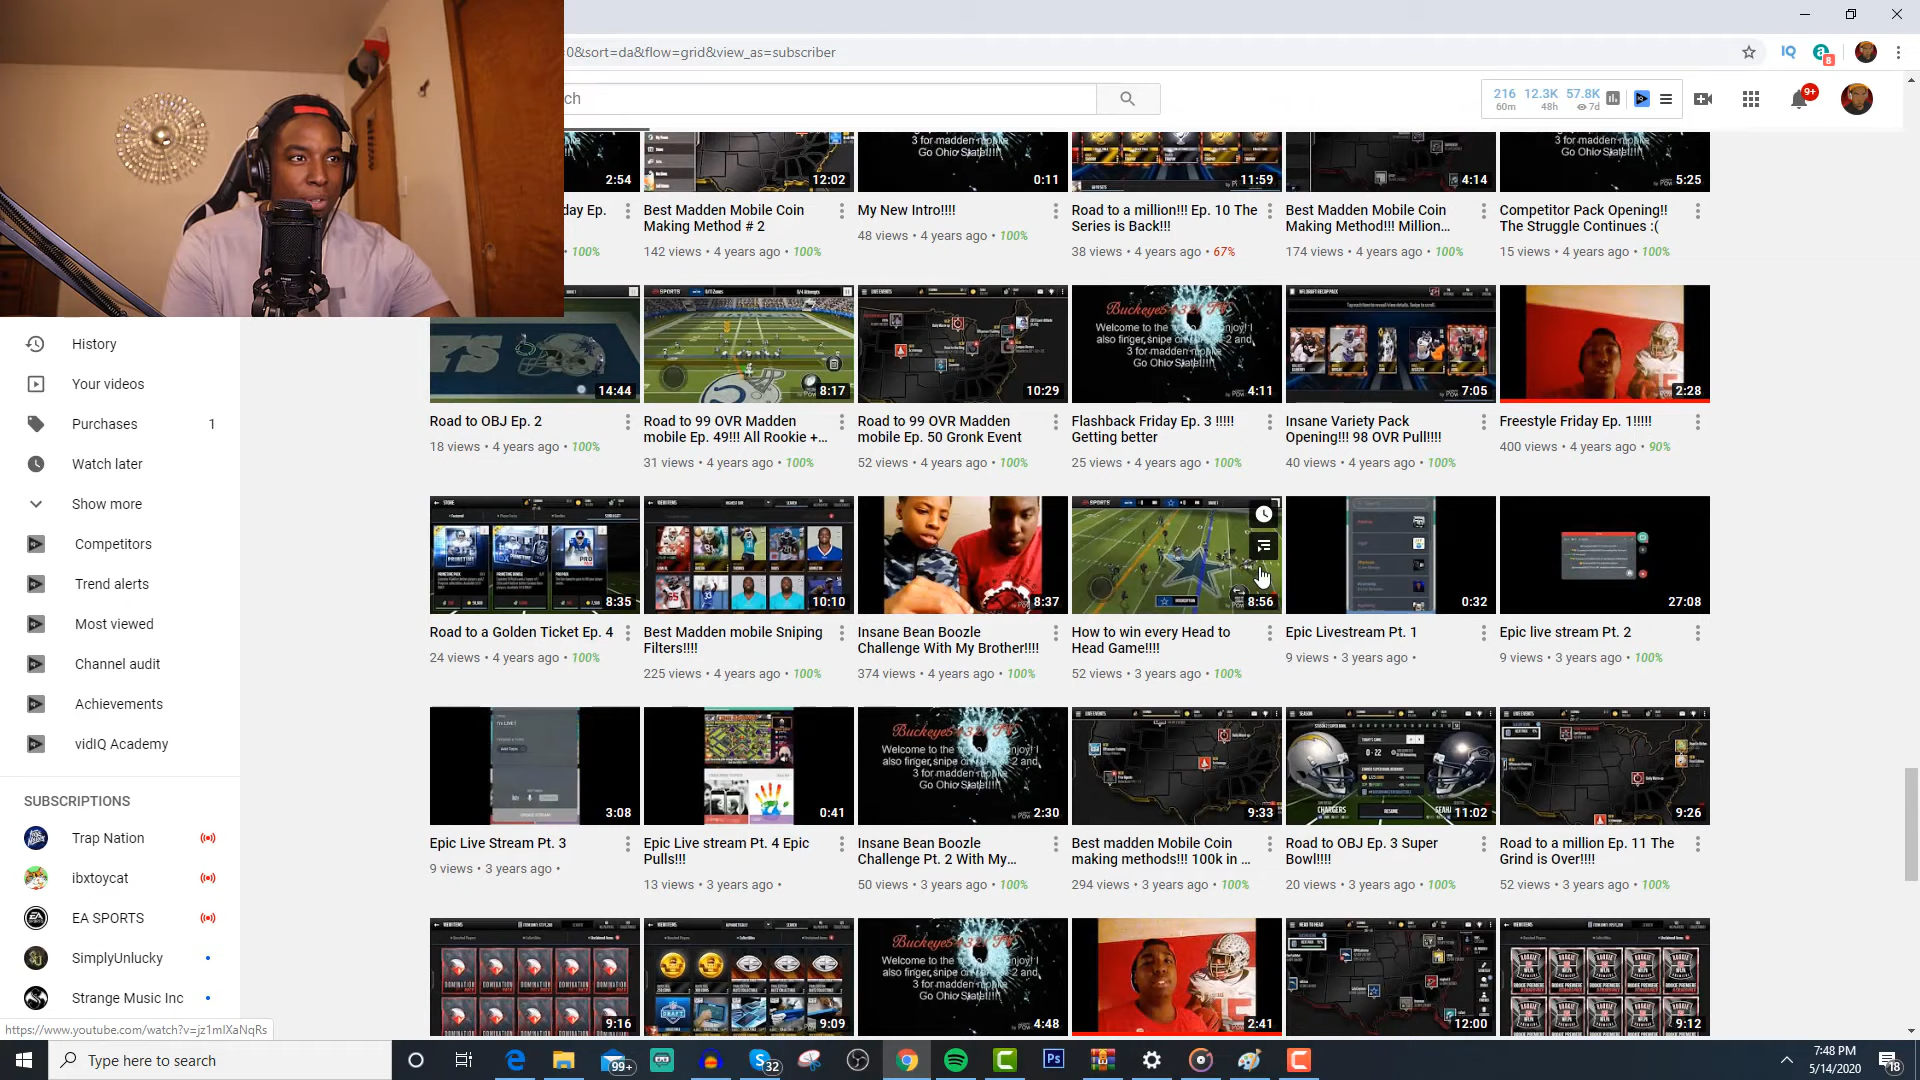 =0&sort=da&flow=grid&view_as=subscriber
IQ
8
ch
216 12.3K 57.8K
60m 48h 7d
9+
3 for madden mobile
Go Ohio State!!!!
2:54
12:02
0:11
11:59
4:14
5:25
day Ep.
100%
Best Madden Mobile Coin
Making Method # 2
142 views • 4 years ago • 100%
My New Intro!!!!
48 views • 4 years ago • 100%
Road to a million!!! Ep. 10 The
Series is Back!!!
38 views • 4 years ago • 67%
Best Madden Mobile Coin
Making Method!!! Million...
174 views • 4 years ago • 100%
Competitor Pack Opening!!
The Struggle Continues :(
15 views • 4 years ago • 100%
History
Your videos
Purchases 1
Watch later
Show more
Competitors
Trend alerts
Most viewed
Channel audit
Achievements
vidIQ Academy
SUBSCRIPTIONS
Trap Nation
ibxtoycat
EA SPORTS
SimplyUnlucky
Strange Music Inc
14:44
8:17
10:29
4:11
7:05
2:28
Road to OBJ Ep. 2
18 views • 4 years ago • 100%
Road to 99 OVR Madden
mobile Ep. 49!!! All Rookie +...
31 views • 4 years ago • 100%
Road to 99 OVR Madden
mobile Ep. 50 Gronk Event
52 views • 4 years ago • 100%
Flashback Friday Ep. 3 !!!!!
Getting better
25 views • 4 years ago • 100%
Insane Variety Pack
Opening!!! 98 OVR Pull!!!!
40 views • 4 years ago • 100%
Freestyle Friday Ep. 1!!!!!
400 views • 4 years ago • 90%
8:35
10:10
8:37
8:56
0:32
27:08
Road to a Golden Ticket Ep. 4
24 views • 4 years ago • 100%
Best Madden mobile Sniping
Filters!!!!
225 views • 4 years ago • 100%
Insane Bean Boozle
Challenge With My Brother!!!!
374 views • 4 years ago • 100%
How to win every Head to
Head Game!!!!
52 views • 3 years ago • 100%
Epic Livestream Pt. 1
9 views • 3 years ago •
Epic live stream Pt. 2
9 views • 3 years ago • 100%
3:08
0:41
2:30
9:33
11:02
9:26
Epic Live Stream Pt. 3
9 views • 3 years ago •
Epic Live stream Pt. 4 Epic
Pulls!!!
13 views • 3 years ago •
Insane Bean Boozle
Challenge Pt. 2 With My...
50 views • 3 years ago • 100%
Best madden Mobile Coin
making methods!!! 100k in ...
294 views • 3 years ago • 100%
Road to OBJ Ep. 3 Super
Bowl!!!!
20 views • 3 years ago • 100%
Road to a million Ep. 11 The
Grind is Over!!!!
52 views • 3 years ago • 100%
9:16
9:09
4:48
2:41
12:00
9:12
https://www.youtube.com/watch?v=jz1mIXaNqRs
Type here to search
99+
32
Ps
7:48 PM
5/14/2020
18